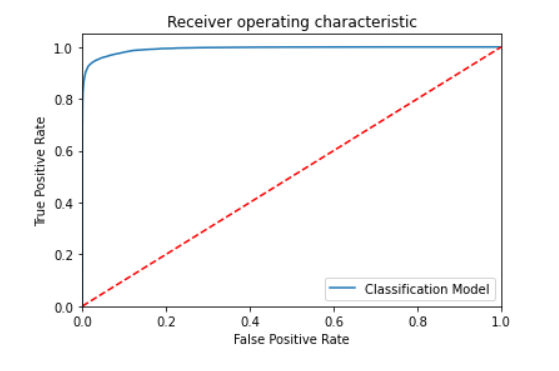 Receiver operating characteristic
1.0
0.8
0.6
0.4
0.2
0.0
True Positive Rate
Classification Model
0.0 0.2 0.4 0.6 0.8 1.0
False Positive Rate